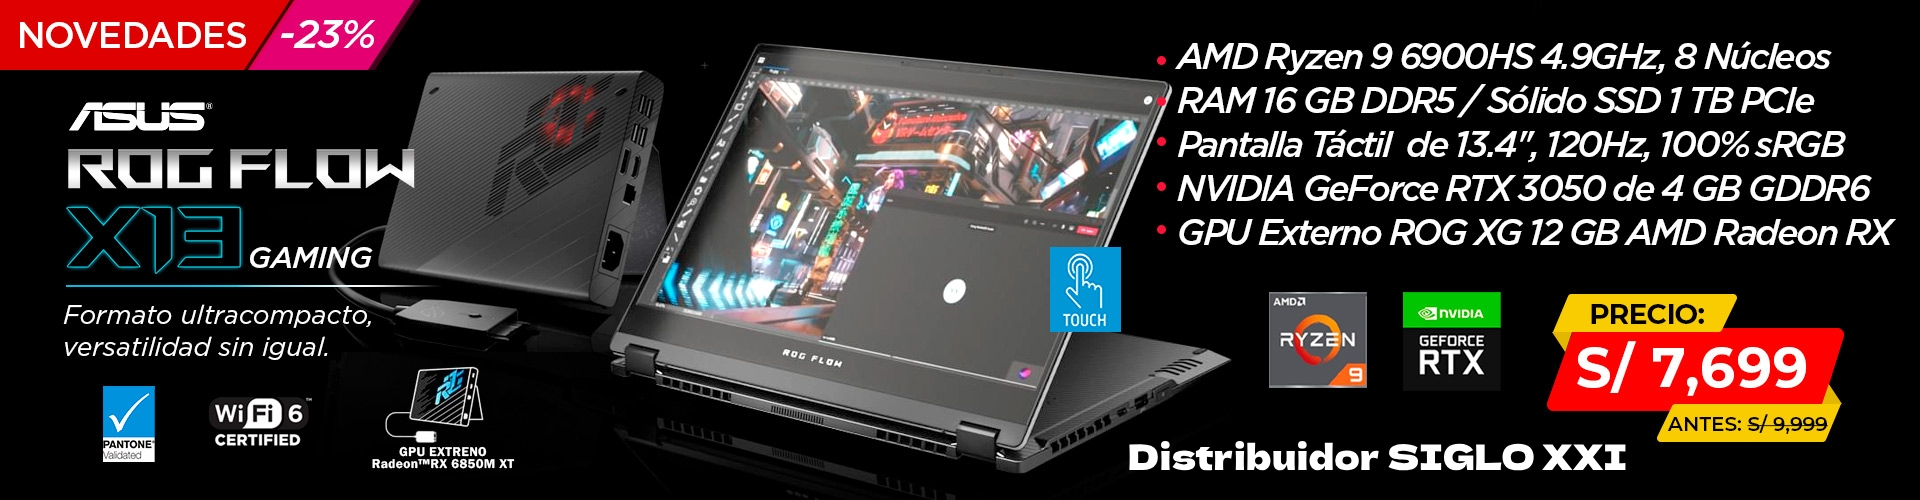 NOVEDADES -23%
ASUS
ROG FLOW
X13 GAMING
Formato ultracompacto,
versatilidad sin igual.
PANTONE®
Validated
WiFi 6™
CERTIFIED
GPU EXTRENO
Radeon™RX 6850M XT
ROG FLOW
TOUCH
• AMD Ryzen 9 6900HS 4.9GHz, 8 Núcleos
• RAM 16 GB DDR5 / Sólido SSD 1 TB PCIe
• Pantalla Táctil de 13.4", 120Hz, 100% sRGB
• NVIDIA GeForce RTX 3050 de 4 GB GDDR6
• GPU Externo ROG XG 12 GB AMD Radeon RX
AMD
RYZEN
9
NVIDIA
GEFORCE
RTX
PRECIO:
S/ 7,699
ANTES: S/ 9,999
Distribuidor SIGLO XXI